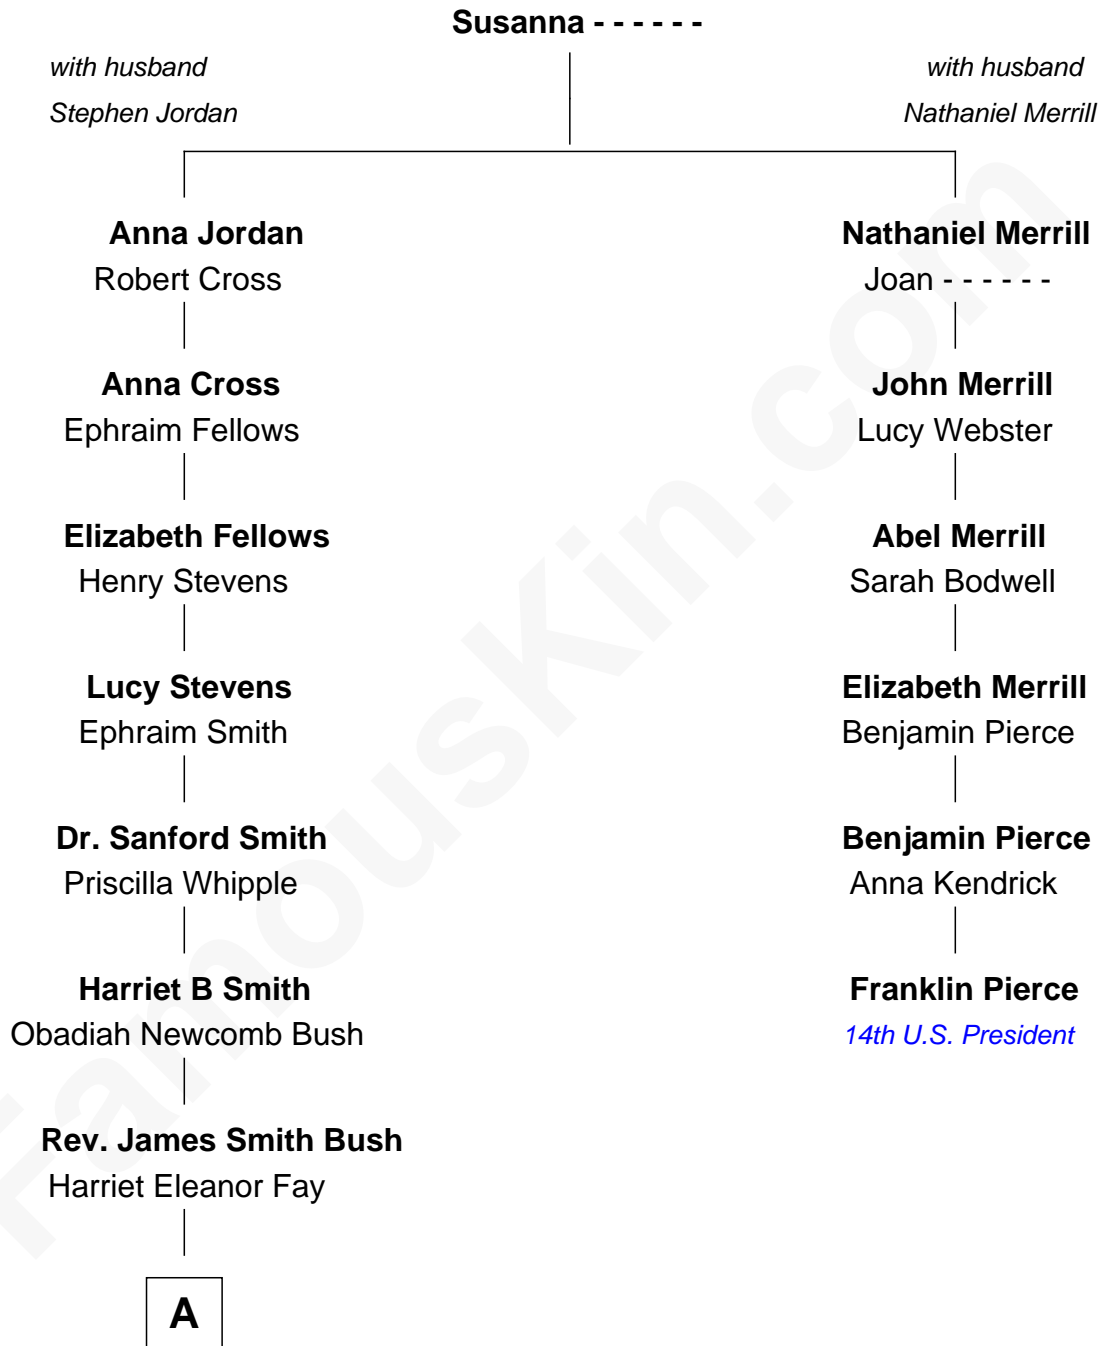 Susanna - - - - - -
with husband
Stephen Jordan
with husband
Nathaniel Merrill
Anna Jordan
Robert Cross
Nathaniel Merrill
Joan - - - - - -
Anna Cross
Ephraim Fellows
John Merrill
Lucy Webster
Elizabeth Fellows
Henry Stevens
Abel Merrill
Sarah Bodwell
Lucy Stevens
Ephraim Smith
Elizabeth Merrill
Benjamin Pierce
Dr. Sanford Smith
Priscilla Whipple
Benjamin Pierce
Anna Kendrick
Harriet B Smith
Obadiah Newcomb Bush
Franklin Pierce
14th U.S. President
Rev. James Smith Bush
Harriet Eleanor Fay
A
FamousKin.com